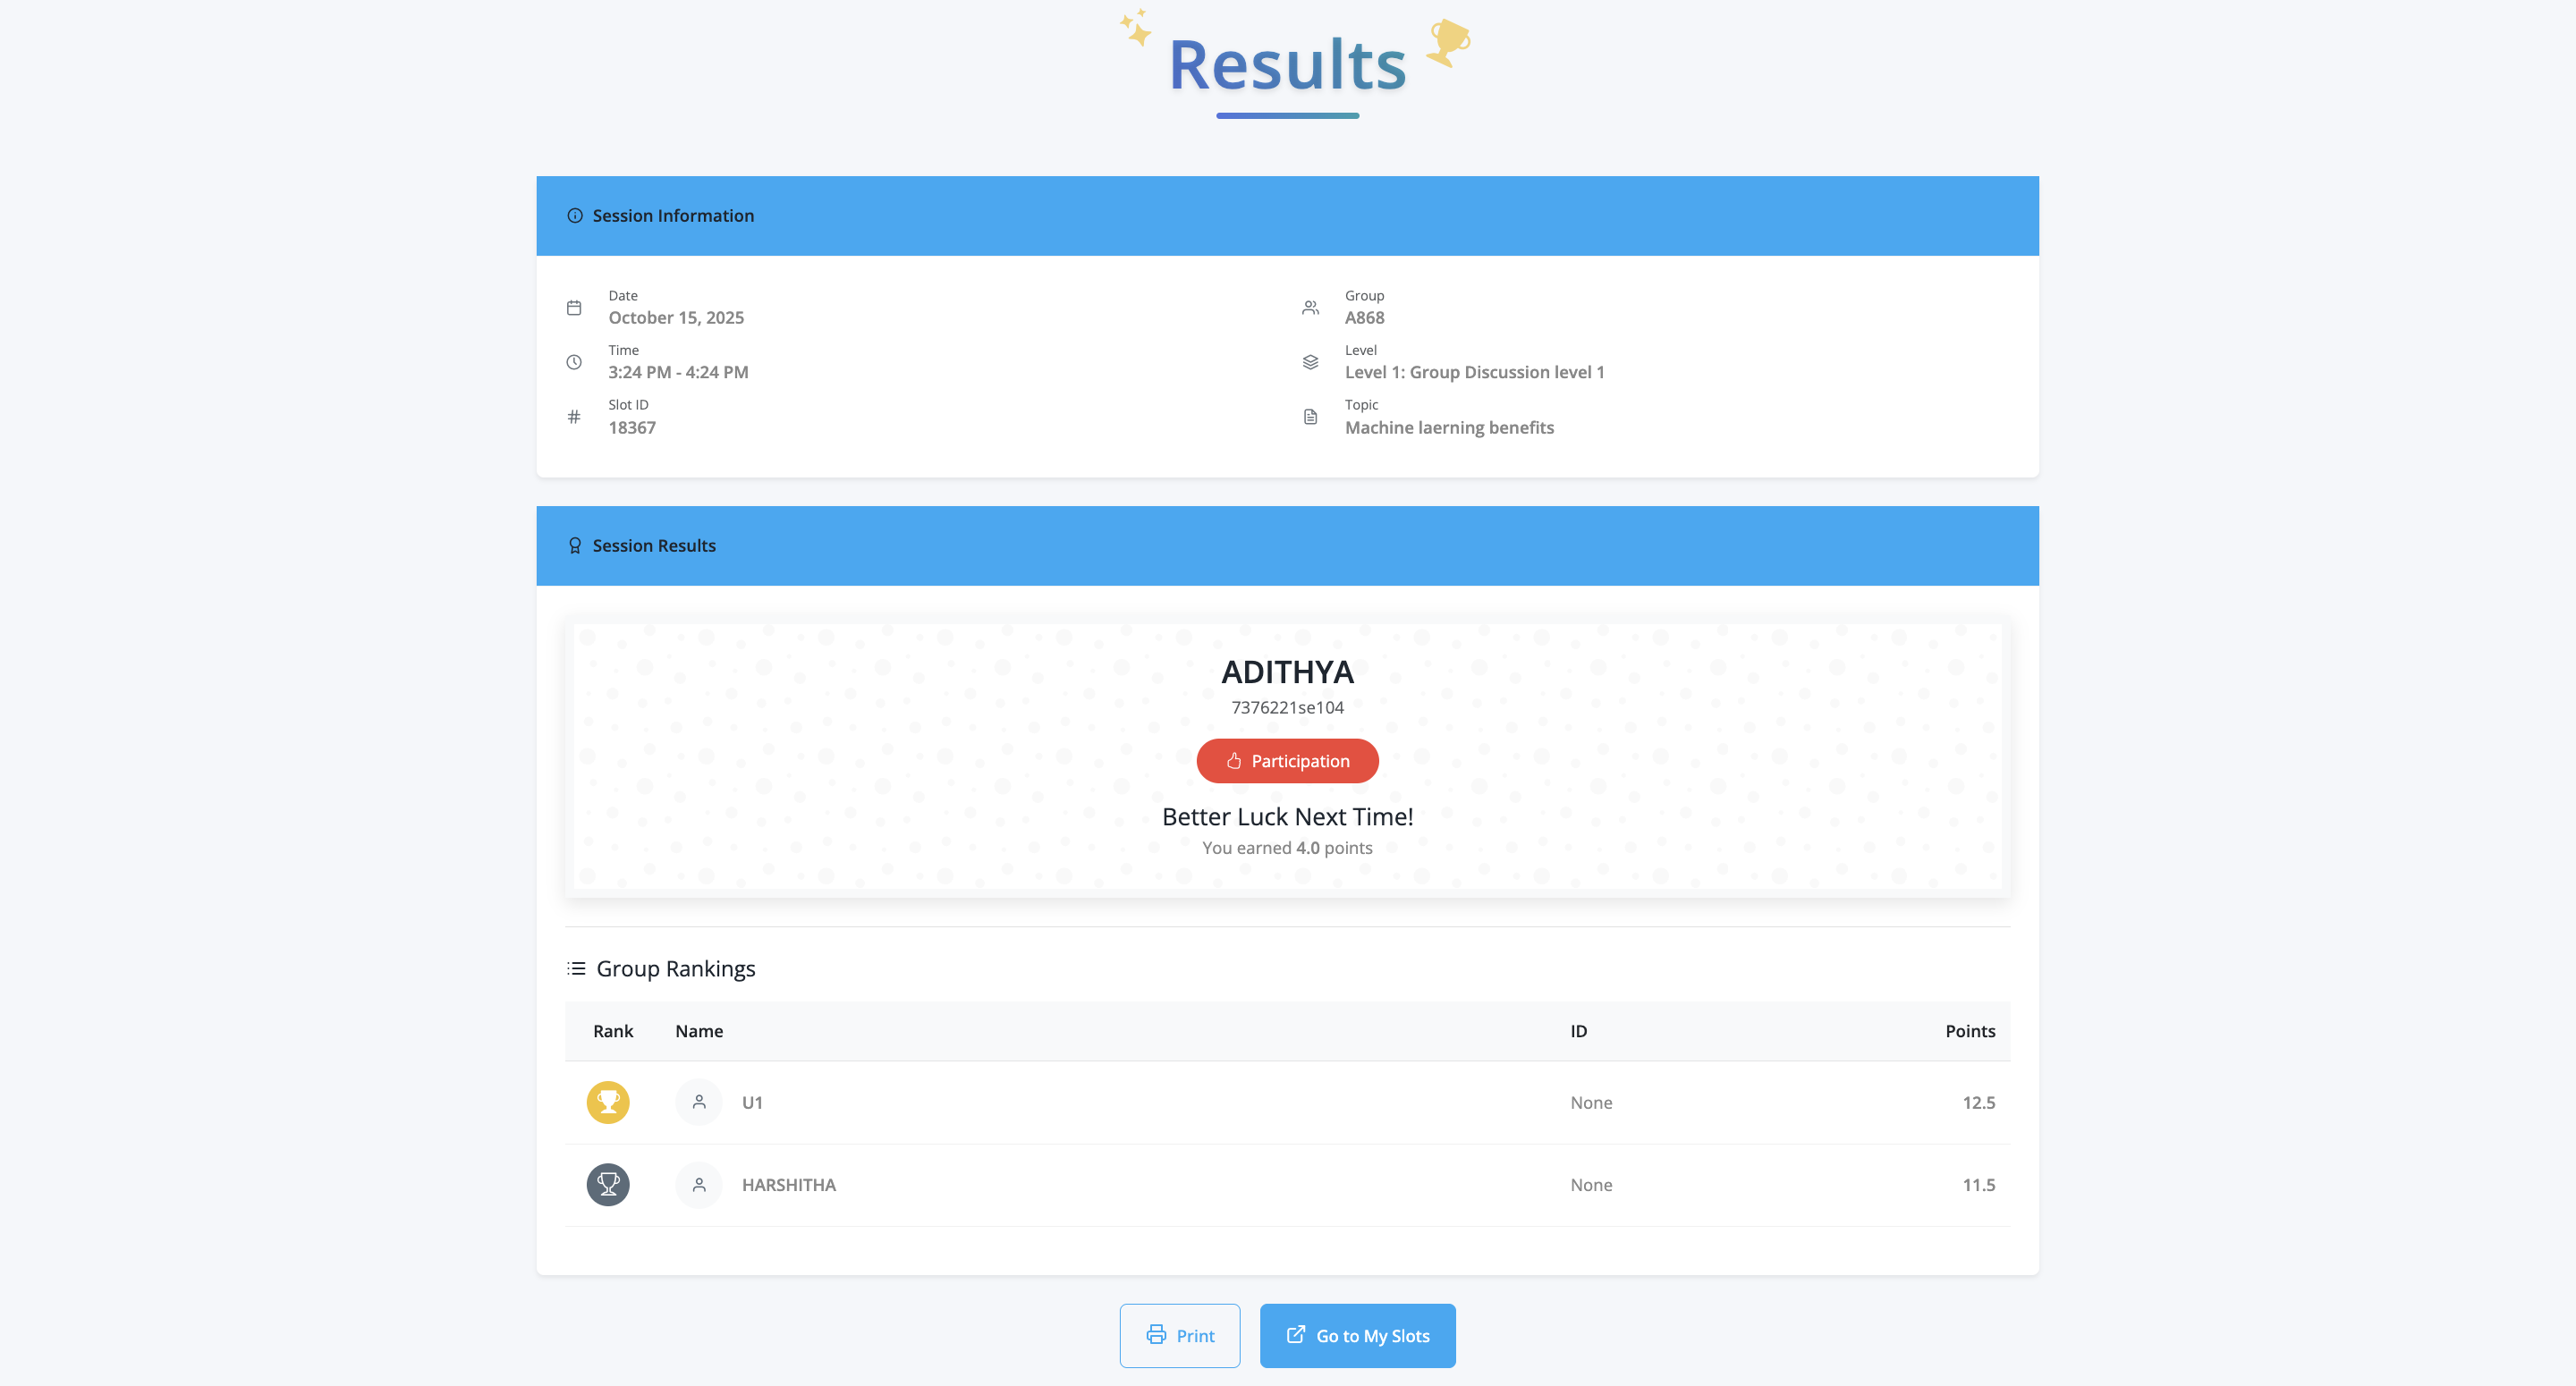 Results
Session Information
Date
October 15, 2025
Time
3:24 PM - 4:24 PM
Slot ID
18367
Group
A868
Level
Level 1: Group Discussion level 1
Topic
Machine laerning benefits
Session Results
ADITHYA
7376221se104
Participation
Better Luck Next Time!
You earned 4.0 points
Group Rankings
Rank Name ID Points
U1 None 12.5
HARSHITHA None 11.5
Print Go to My Slots